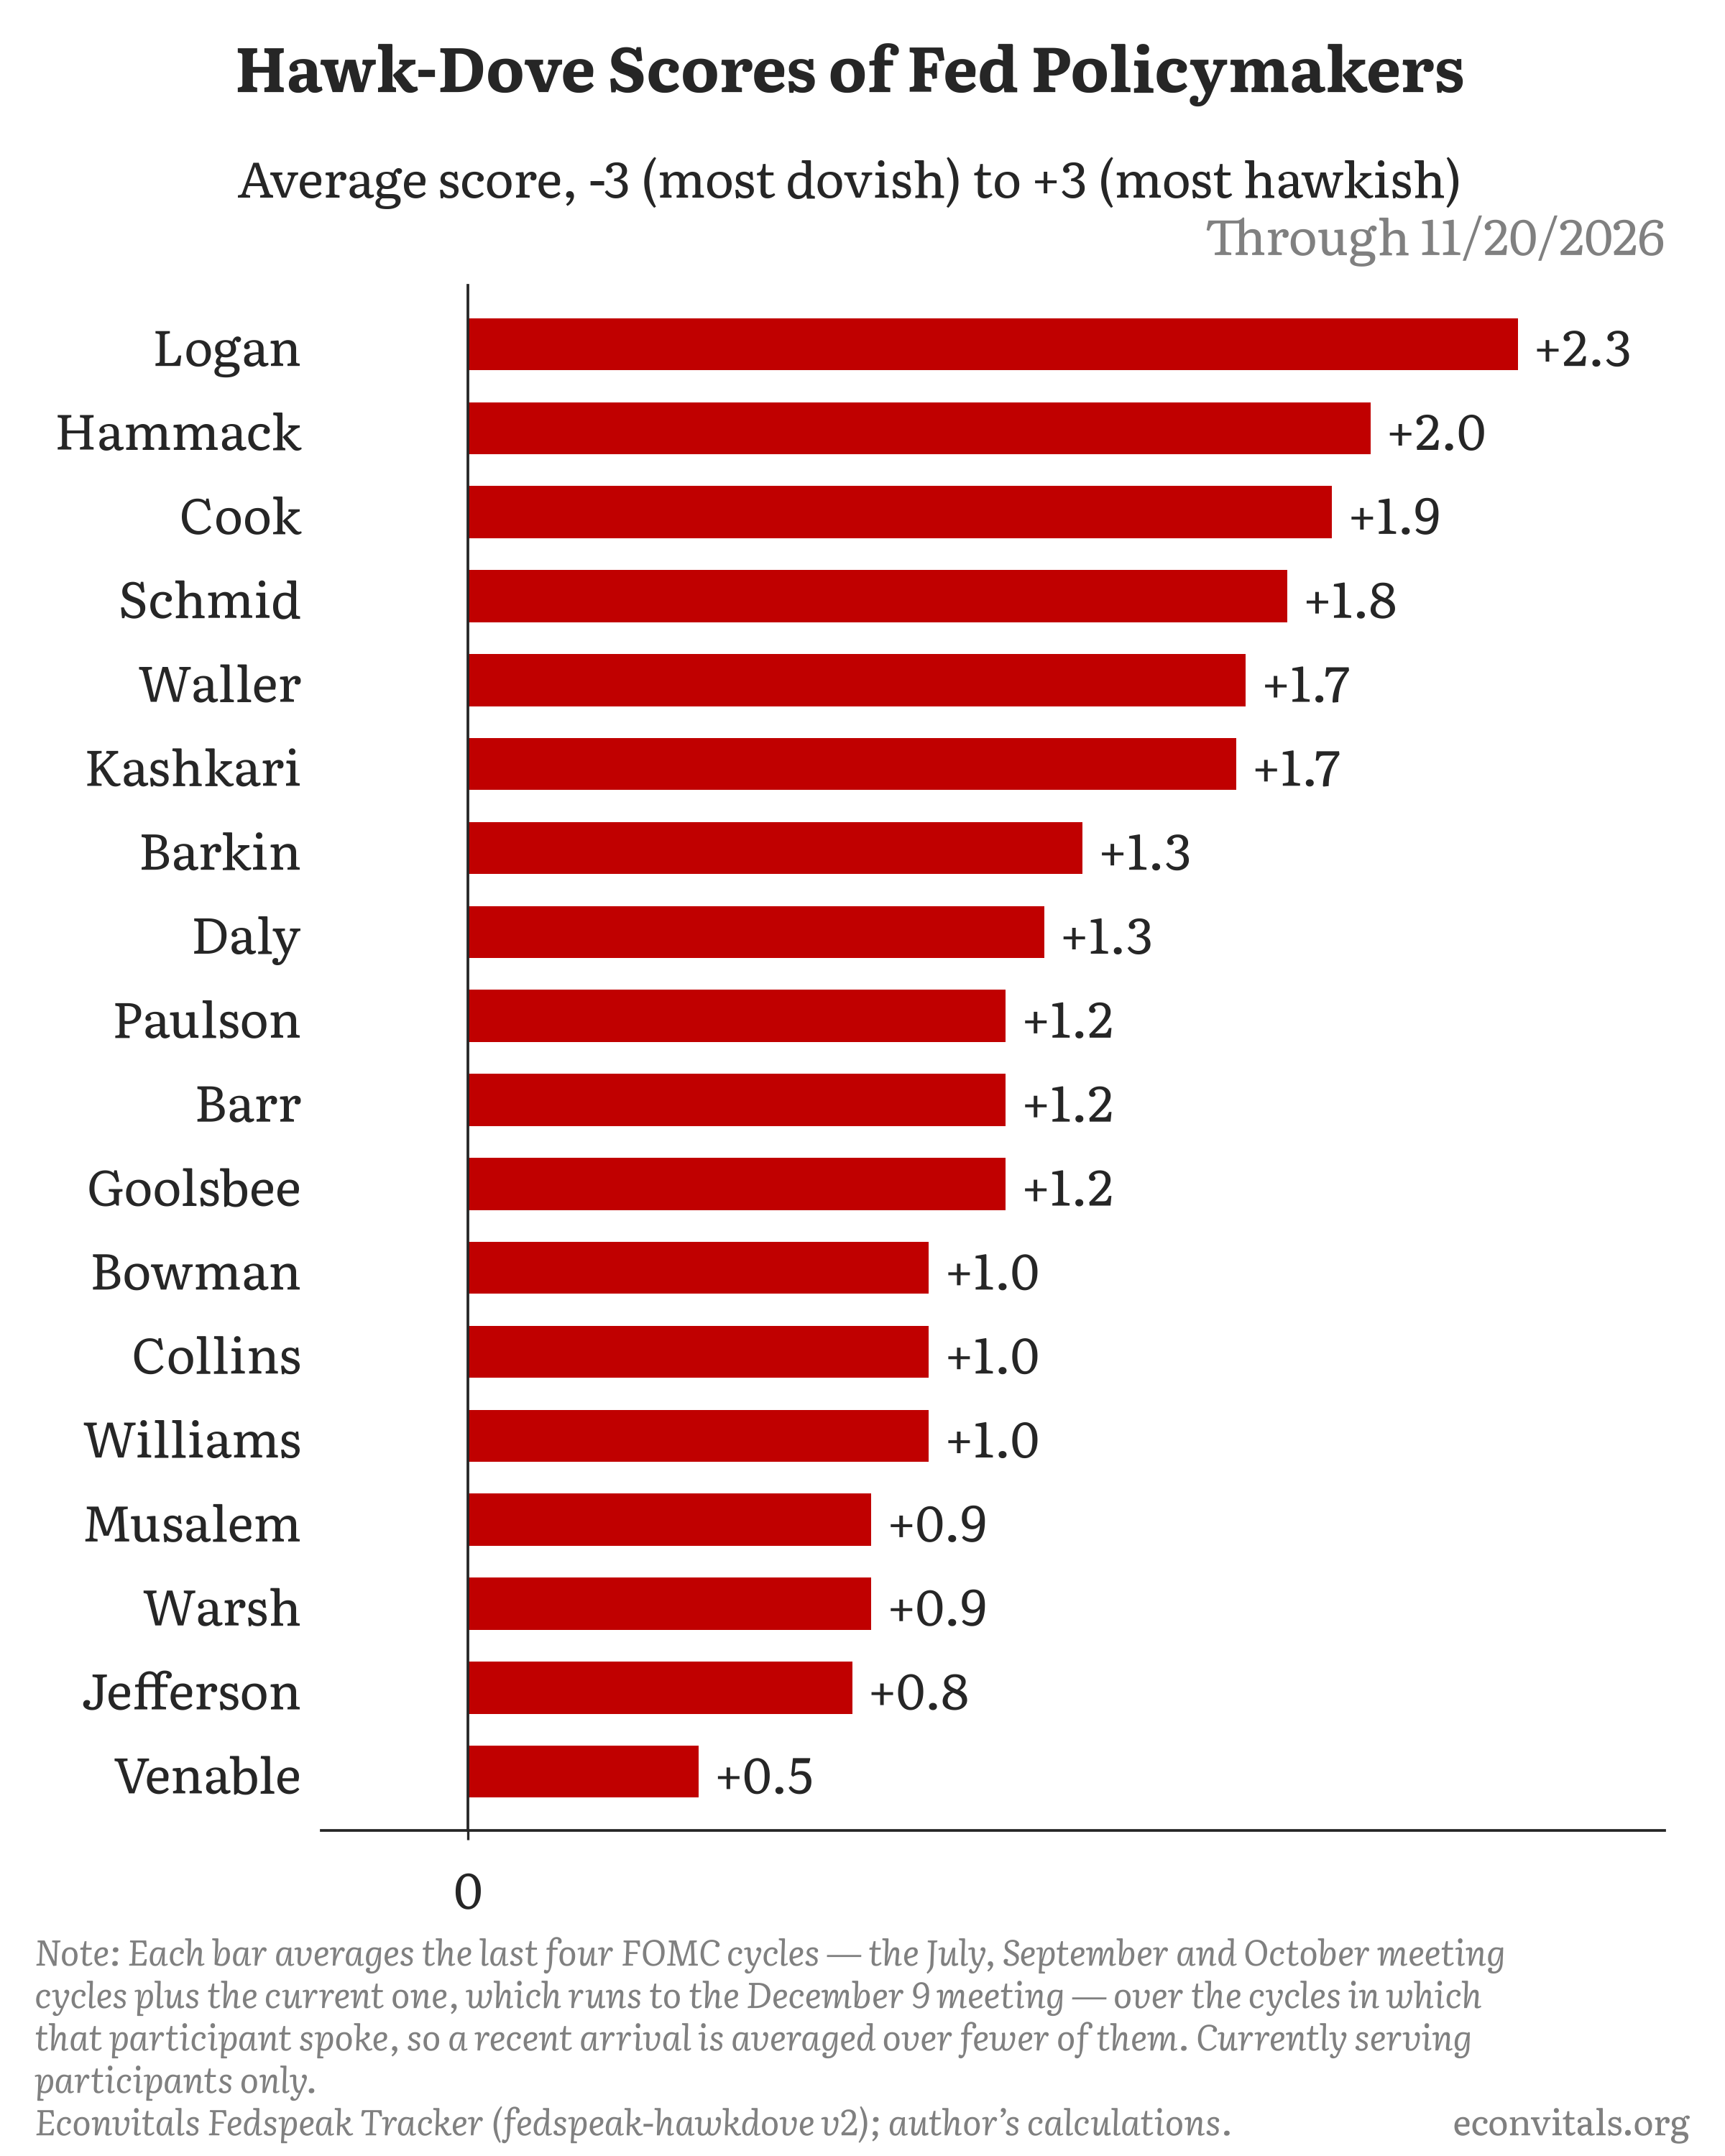 Hawk-Dove Scores of Fed Policymakers
Average score, -3 (most dovish) to +3 (most hawkish)
Through 11/20/2026
Logan +2.3
Hammack +2.0
Cook +1.9
Schmid +1.8
Waller +1.7
Kashkari +1.7
Barkin +1.3
Daly +1.3
Paulson +1.2
Barr +1.2
Goolsbee +1.2
Bowman +1.0
Collins +1.0
Williams +1.0
Musalem +0.9
Warsh +0.9
Jefferson +0.8
Venable +0.5
0
Note: Each bar averages the last four FOMC cycles — the July, September and October meeting
cycles plus the current one, which runs to the December 9 meeting — over the cycles in which
that participant spoke, so a recent arrival is averaged over fewer of them. Currently serving
participants only.
Econvitals Fedspeak Tracker (fedspeak-hawkdove v2); author’s calculations. econvitals.org